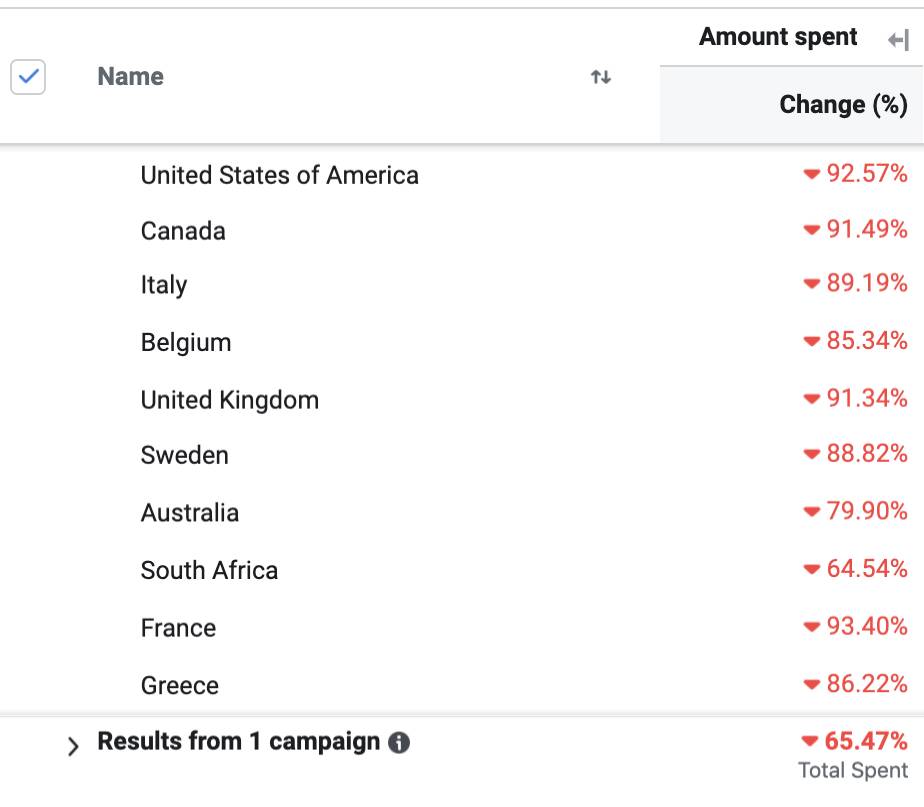 Amount spent
Name
Change (%)
United States of America 92.57%
Canada 91.49%
Italy 89.19%
Belgium 85.34%
United Kingdom 91.34%
Sweden 88.82%
Australia 79.90%
South Africa 64.54%
France 93.40%
Greece 86.22%
Results from 1 campaign 65.47%
Total Spent